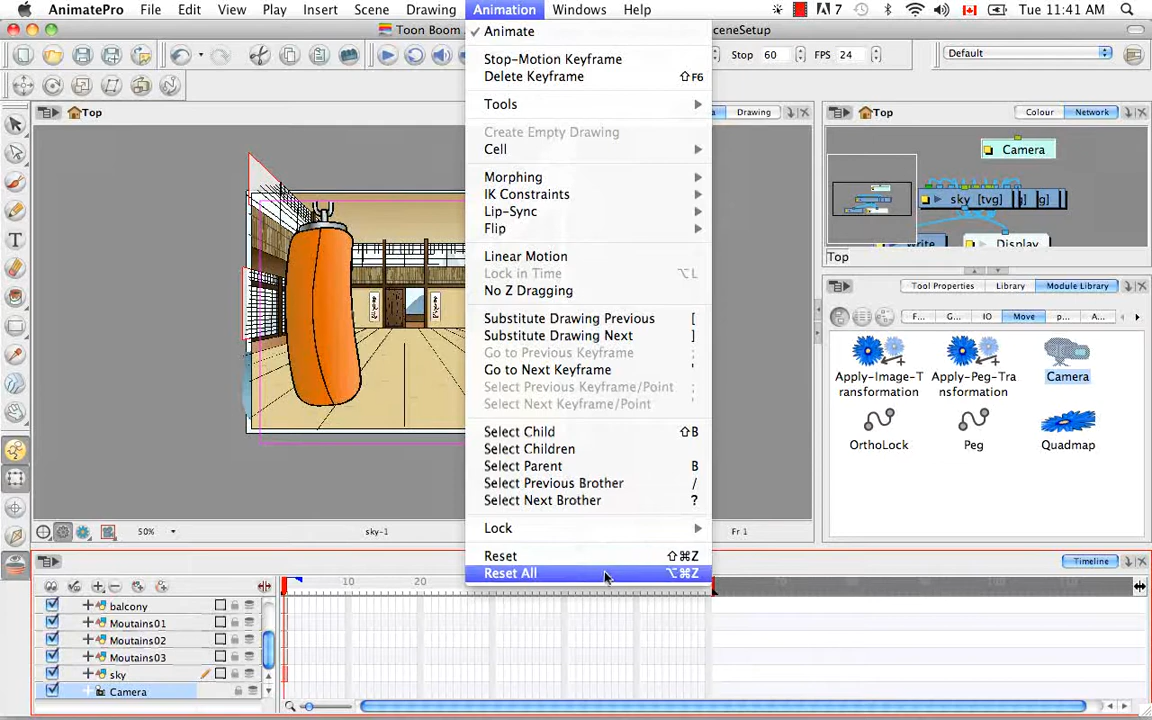 AnimatePro File Edit View Play Insert Scene Drawing Animation Windows Help 7 Tue 11:41 AM
Toon Boom
ceneSetup
Stop 60 FPS 24 Default
Top
Drawing
Top
Colour Network
Animate
Stop-Motion Keyframe
Delete Keyframe ⇧F6
Tools
Create Empty Drawing
Cell
Morphing
IK Constraints
Lip-Sync
Flip
Linear Motion
Lock in Time ⌥L
No Z Dragging
Substitute Drawing Previous [
Substitute Drawing Next ]
Go to Previous Keyframe ;
Go to Next Keyframe '
Select Previous Keyframe/Point ;
Select Next Keyframe/Point '
Select Child ⇧B
Select Children
Select Parent B
Select Previous Brother /
Select Next Brother ?
Lock
Reset ⇧⌘Z
Reset All ⌥⌘Z
Camera
sky [tvg] g] g]
Write Display
Top
Tool Properties Library Module Library
F... G... IO Move p... A...
Apply-Image-T
ransformation
Apply-Peg-Tra
nsformation
Camera
OrthoLock Peg Quadmap
50% sky-1 Fr 1
Timeline
10 20
balcony
Moutains01
Moutains02
Moutains03
sky
Camera